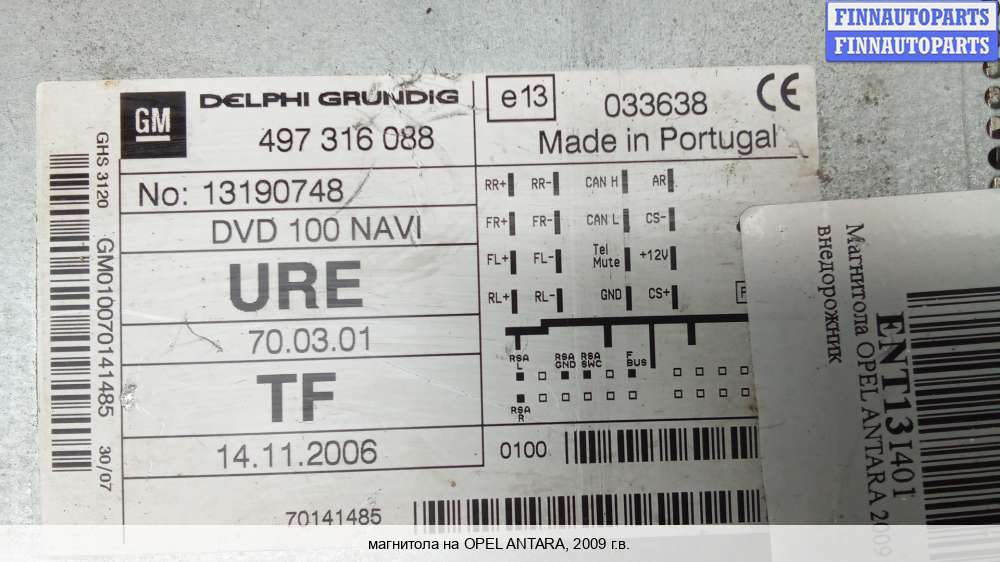 FINNAUTOPARTS
FINNAUTOPARTS
GM
DELPHI GRUNDIG
497 316 088
e13
033638
CE
Made in Portugal
No: 13190748
DVD 100 NAVI
URE
70.03.01
TF
14.11.2006
70141485
0100
GHS 3120
GM010070141485
30/07
RR+ RR- CAN H AR
FR+ FR- CAN L CS-
FL+ FL- Tel Mute +12V
RL+ RL- GND CS+ F
RSA L
RSA GND
RSA SWC
F BUS
RSA R
Магнитола OPEL ANTARA 2009
внедорожник
ENT13I401
магнитола на OPEL ANTARA, 2009 г.в.